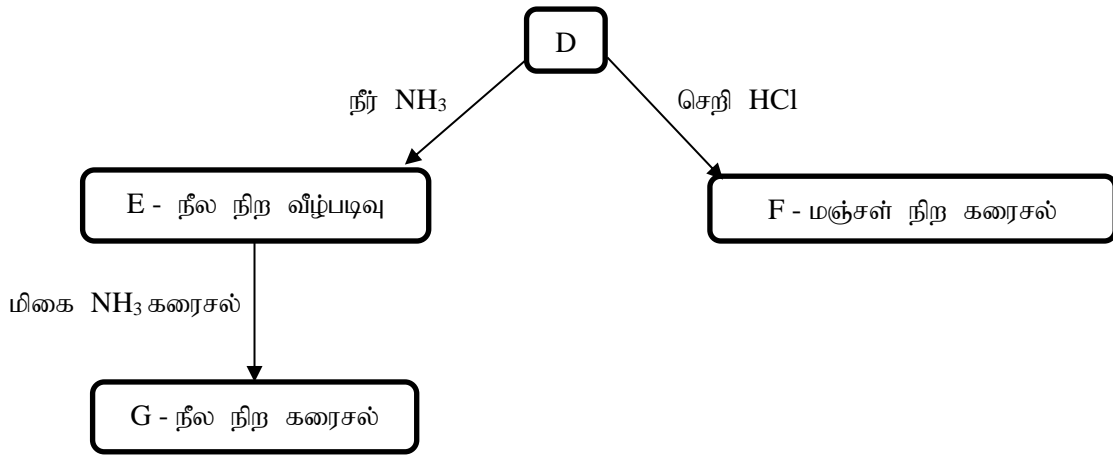 D
நீர் NH₃
செறி HCl
E - நீல நிற வீழ்படிவு
F - மஞ்சள் நிற கரைசல்
மிகை NH₃ கரைசல்
G - நீல நிற கரைசல்